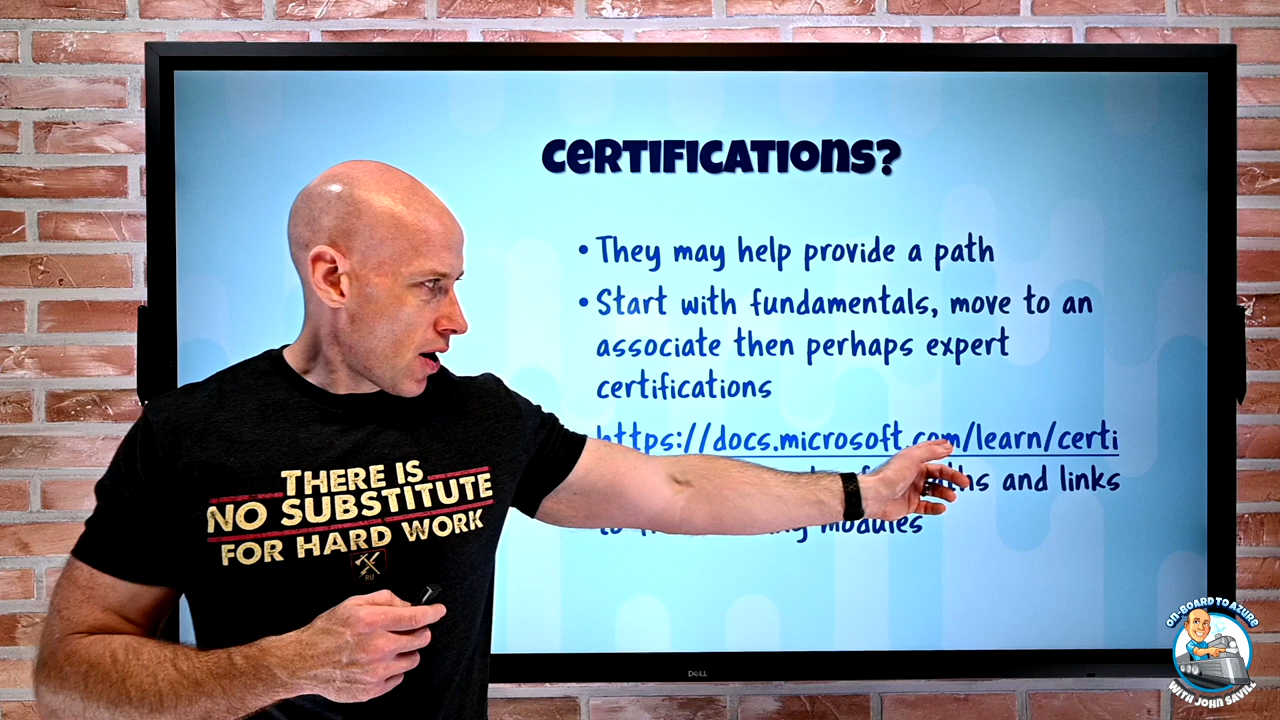 Certifications?
• They may help provide a path
• Start with fundamentals, move to an
associate then perhaps expert
certifications
https://docs.microsoft.com/learn/certi
and links
to modules
THERE IS
NO SUBSTITUTE
FOR HARD WORK
RU
DELL
ON-BOARD TO AZURE
WITH JOHN SAVILL